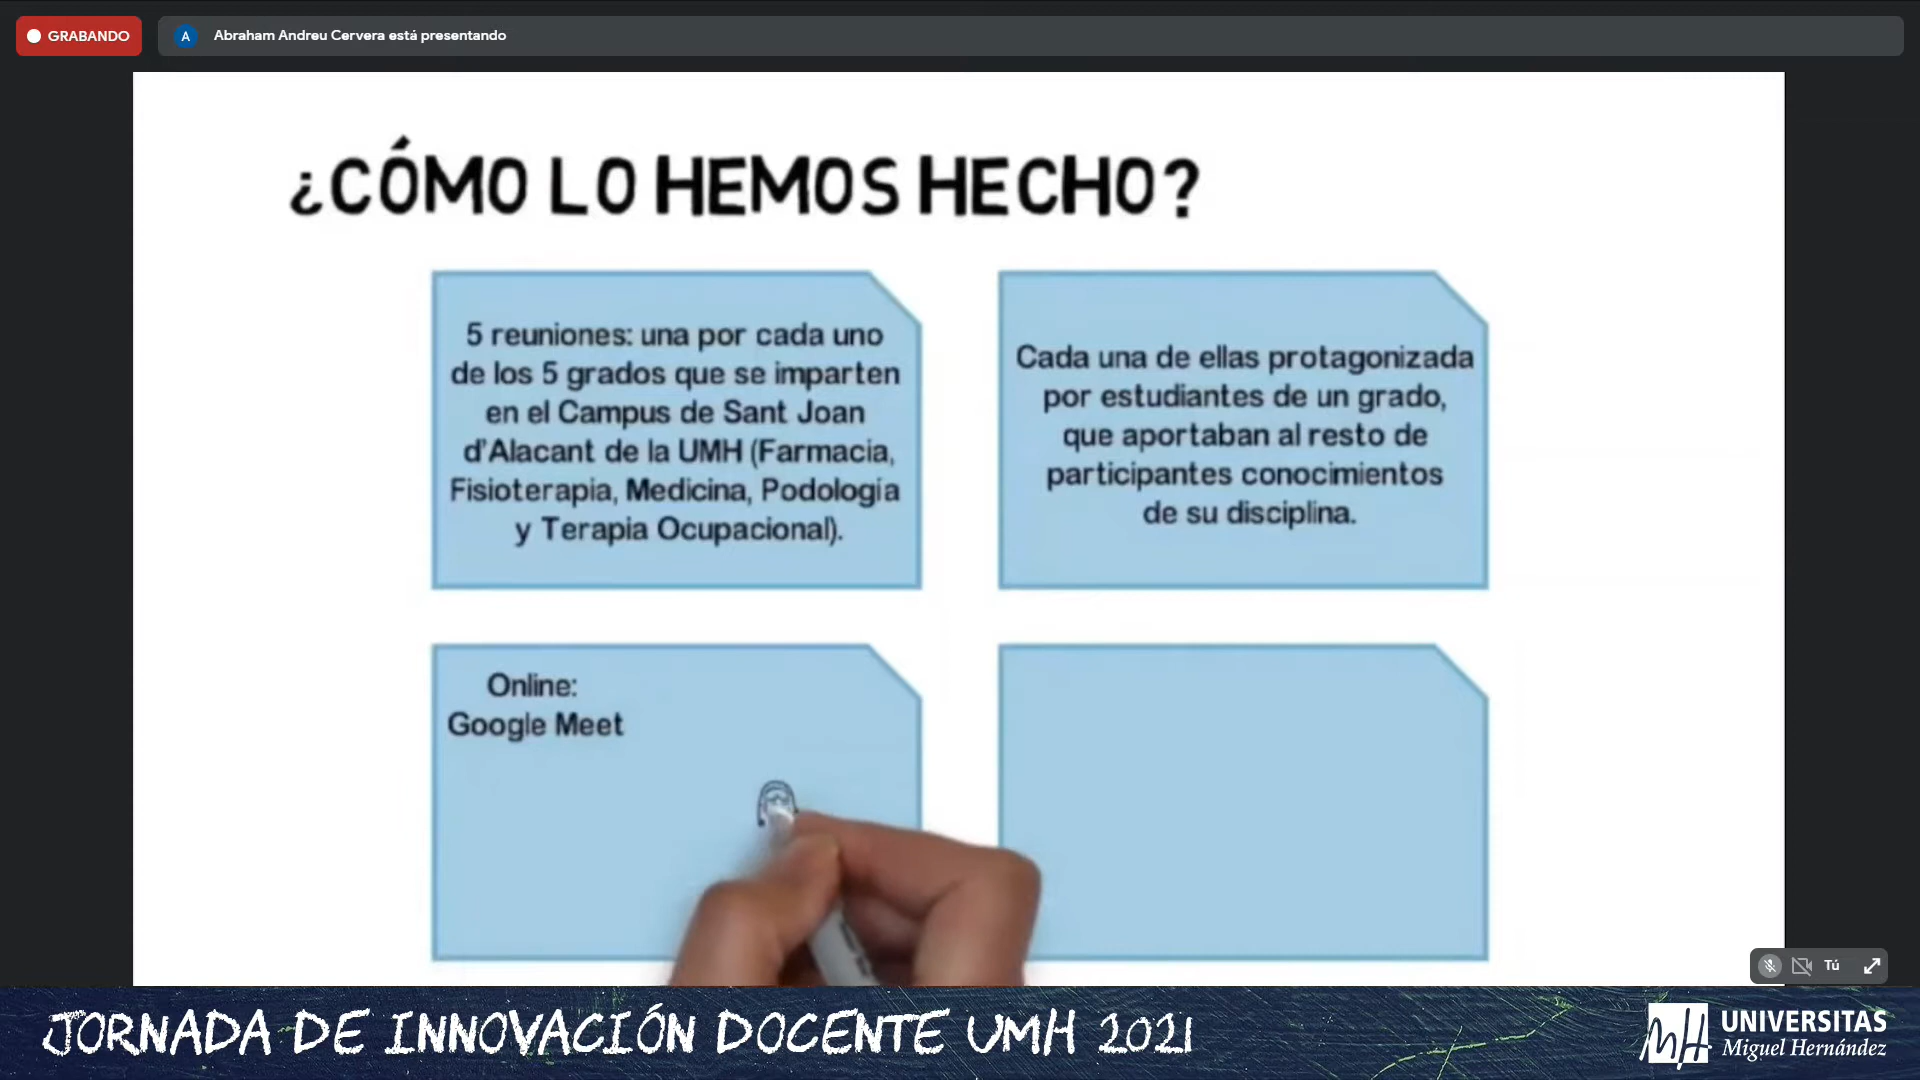 GRABANDO
A
Abraham Andreu Cervera está presentando
¿CÓMO LO HEMOS HECHO?
5 reuniones: una por cada uno
de los 5 grados que se imparten
en el Campus de Sant Joan
d'Alacant de la UMH (Farmacia,
Fisioterapia, Medicina, Podología
y Terapia Ocupacional).
Cada una de ellas protagonizada
por estudiantes de un grado,
que aportaban al resto de
participantes conocimientos
de su disciplina.
Online:
Google Meet
Tú
JORNADA DE INNOVACIÓN DOCENTE UMH 2021
UNIVERSITAS
Miguel Hernández